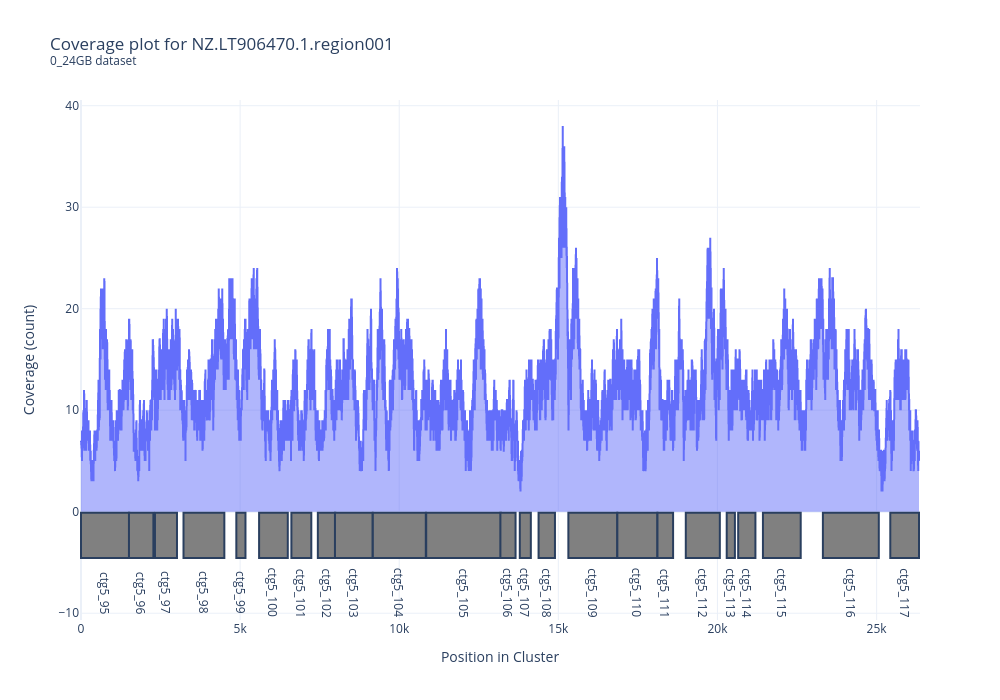 Coverage plot for NZ.LT906470.1.region001
0_24GB dataset
Coverage (count)
40
30
20
10
0
−10
ctg5_95
ctg5_96
ctg5_97
ctg5_98
ctg5_99
ctg5_100
ctg5_101
ctg5_102
ctg5_103
ctg5_104
ctg5_105
ctg5_106
ctg5_107
ctg5_108
ctg5_109
ctg5_110
ctg5_111
ctg5_112
ctg5_113
ctg5_114
ctg5_115
ctg5_116
ctg5_117
0
5k
10k
15k
20k
25k
Position in Cluster